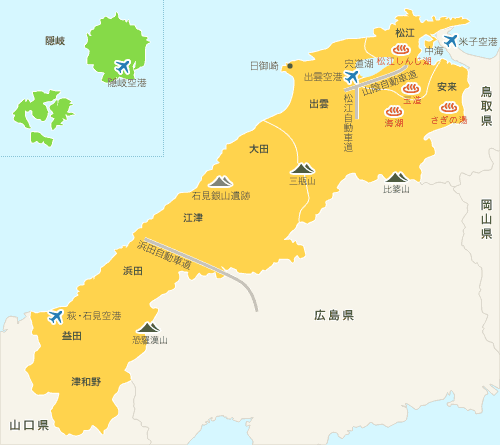 隠岐
隠岐空港
松江
米子空港
中海
松江しんじ湖
宍道湖
日御崎
出雲空港
山陰自動車道
安来
玉造
出雲
松江自動車道
海湖
さぎの湯
鳥取県
大田
三瓶山
比婆山
石見銀山遺跡
岡山県
江津
浜田自動車道
浜田
萩・石見空港
広島県
益田
恐羅漢山
津和野
山口県